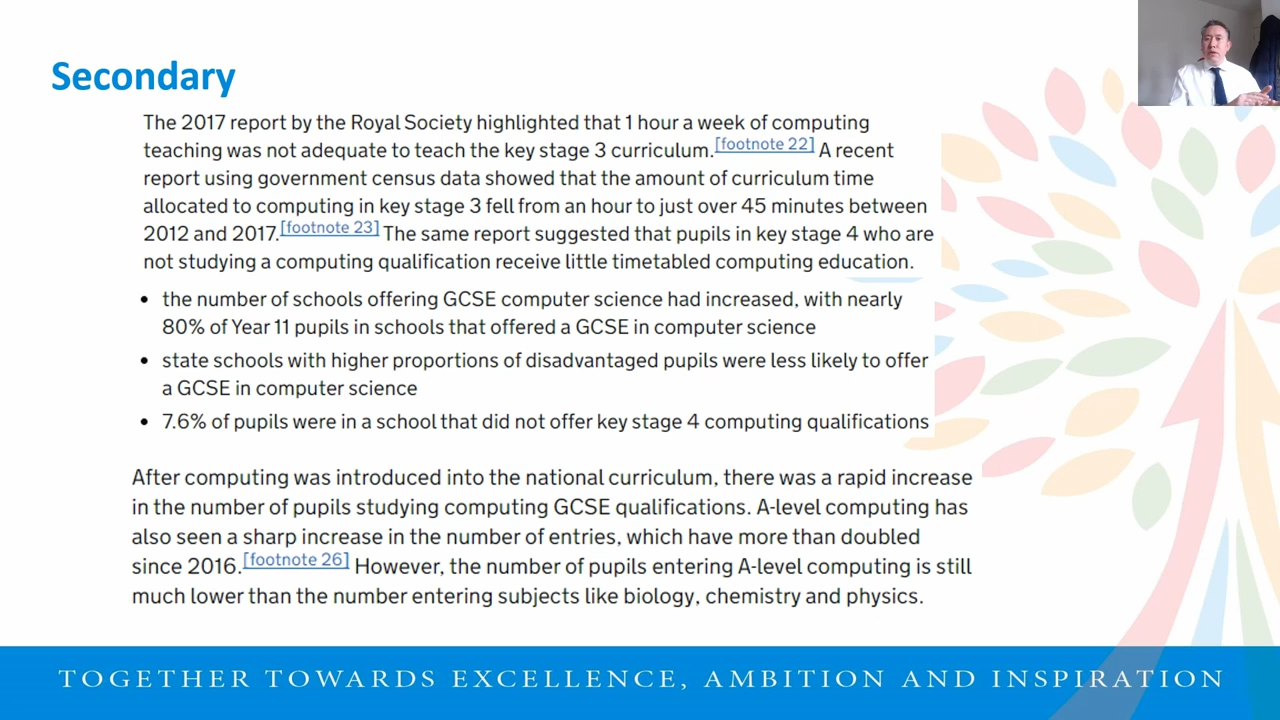 Secondary
The 2017 report by the Royal Society highlighted that 1 hour a week of computing
teaching was not adequate to teach the key stage 3 curriculum.[footnote 22] A recent
report using government census data showed that the amount of curriculum time
allocated to computing in key stage 3 fell from an hour to just over 45 minutes between
2012 and 2017.[footnote 23] The same report suggested that pupils in key stage 4 who are
not studying a computing qualification receive little timetabled computing education.
• the number of schools offering GCSE computer science had increased, with nearly
80% of Year 11 pupils in schools that offered a GCSE in computer science
• state schools with higher proportions of disadvantaged pupils were less likely to offer
a GCSE in computer science
• 7.6% of pupils were in a school that did not offer key stage 4 computing qualifications
After computing was introduced into the national curriculum, there was a rapid increase
in the number of pupils studying computing GCSE qualifications. A-level computing has
also seen a sharp increase in the number of entries, which have more than doubled
since 2016.[footnote 26] However, the number of pupils entering A-level computing is still
much lower than the number entering subjects like biology, chemistry and physics.
TOGETHER TOWARDS EXCELLENCE, AMBITION AND INSPIRATION